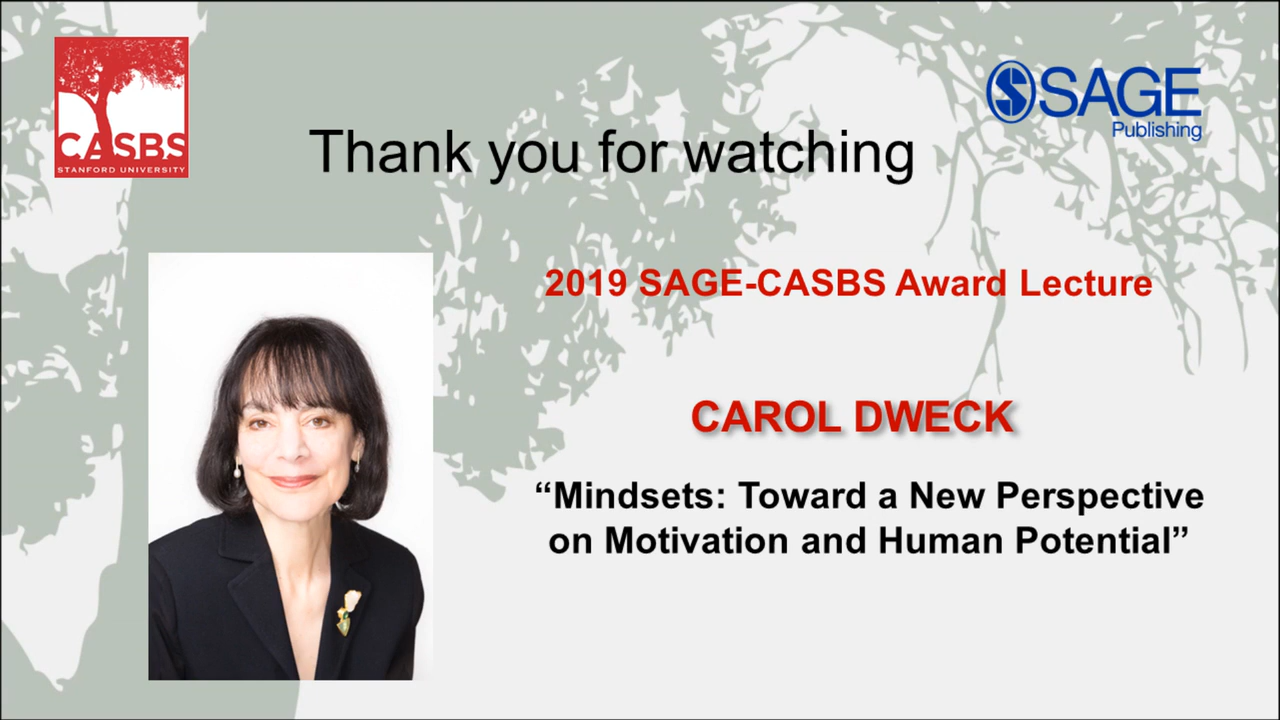 CASBS
STANFORD UNIVERSITY
SAGE
Publishing
Thank you for watching
2019 SAGE-CASBS Award Lecture
CAROL DWECK
“Mindsets: Toward a New Perspective
on Motivation and Human Potential”